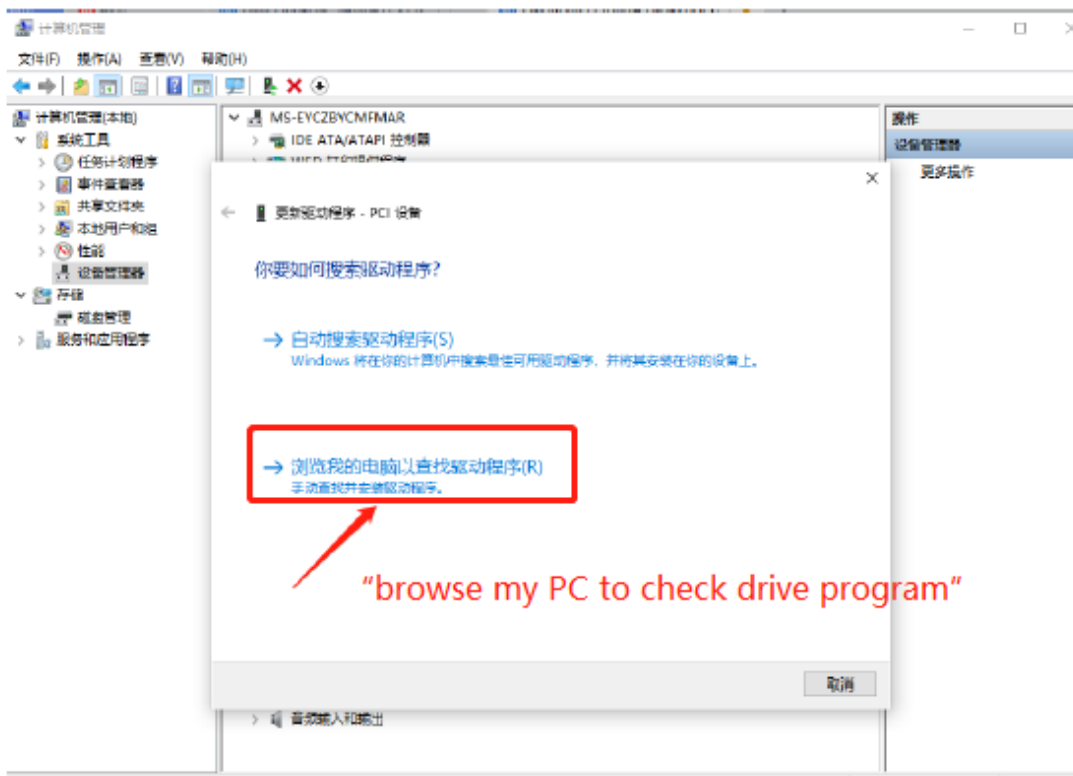 计算机管理
文件(F) 操作(A) 查看(V) 帮助(H)
计算机管理(本地)
系统工具
任务计划程序
事件查看器
共享文件夹
本地用户和组
性能
设备管理器
存储
磁盘管理
服务和应用程序
MS-EYCZBYCMFMAR
IDE ATA/ATAPI 控制器
操作
设备管理器
更多操作
更新驱动程序 - PCI 设备
你要如何搜索驱动程序?
自动搜索驱动程序(S)
Windows 将在你的计算机中搜索最佳可用驱动程序，并将其安装在你的设备上。
浏览我的电脑以查找驱动程序(R)
手动查找并安装驱动程序。
“browse my PC to check drive program”
取消
音频输入和输出